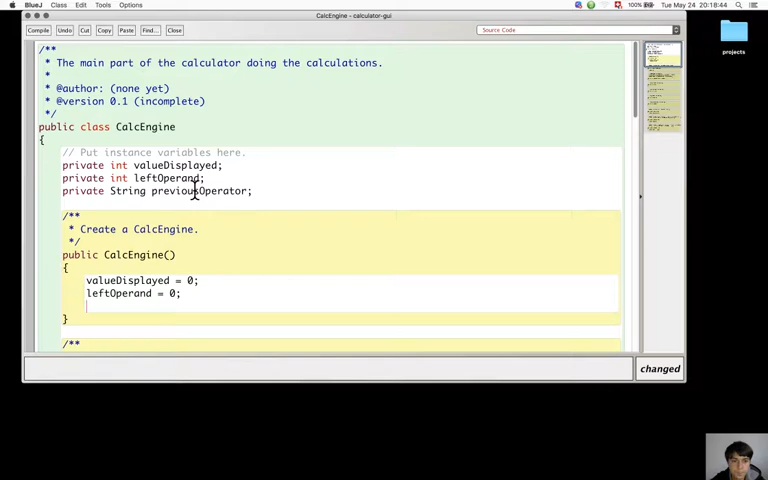 BlueJ Class Edit Tools Options 100% Tue May 24 20:18:44
CalcEngine - calculator-gui
Compile Undo Cut Copy Paste Find... Close Source Code
/**
* The main part of the calculator doing the calculations.
*
* @author: (none yet)
* @version 0.1 (incomplete)
*/
public class CalcEngine
{
// Put instance variables here.
private int valueDisplayed;
private int leftOperand;
private String previousOperator;
/**
* Create a CalcEngine.
*/
public CalcEngine()
{
valueDisplayed = 0;
leftOperand = 0;
}
/**
changed
projects